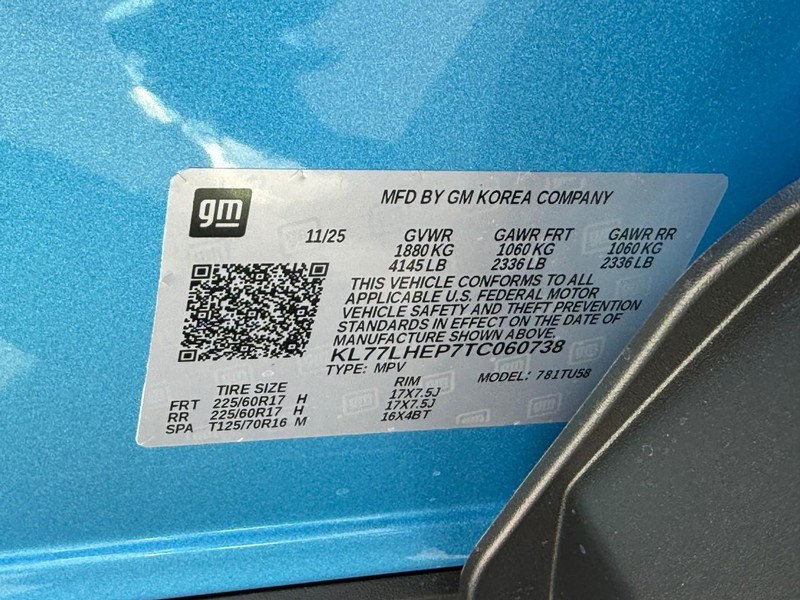 gm
MFD BY GM KOREA COMPANY
11/25 GVWR GAWR FRT GAWR RR
1880 KG 1060 KG 1060 KG
4145 LB 2336 LB 2336 LB
THIS VEHICLE CONFORMS TO ALL
APPLICABLE U.S. FEDERAL MOTOR
VEHICLE SAFETY AND THEFT PREVENTION
STANDARDS IN EFFECT ON THE DATE OF
MANUFACTURE SHOWN ABOVE.
KL77LHEP7TC060738
TYPE: MPV MODEL: 781TU58
TIRE SIZE RIM
FRT 225/60R17 H 17X7.5J
RR 225/60R17 H 17X7.5J
SPA T125/70R16 M 16X4BT